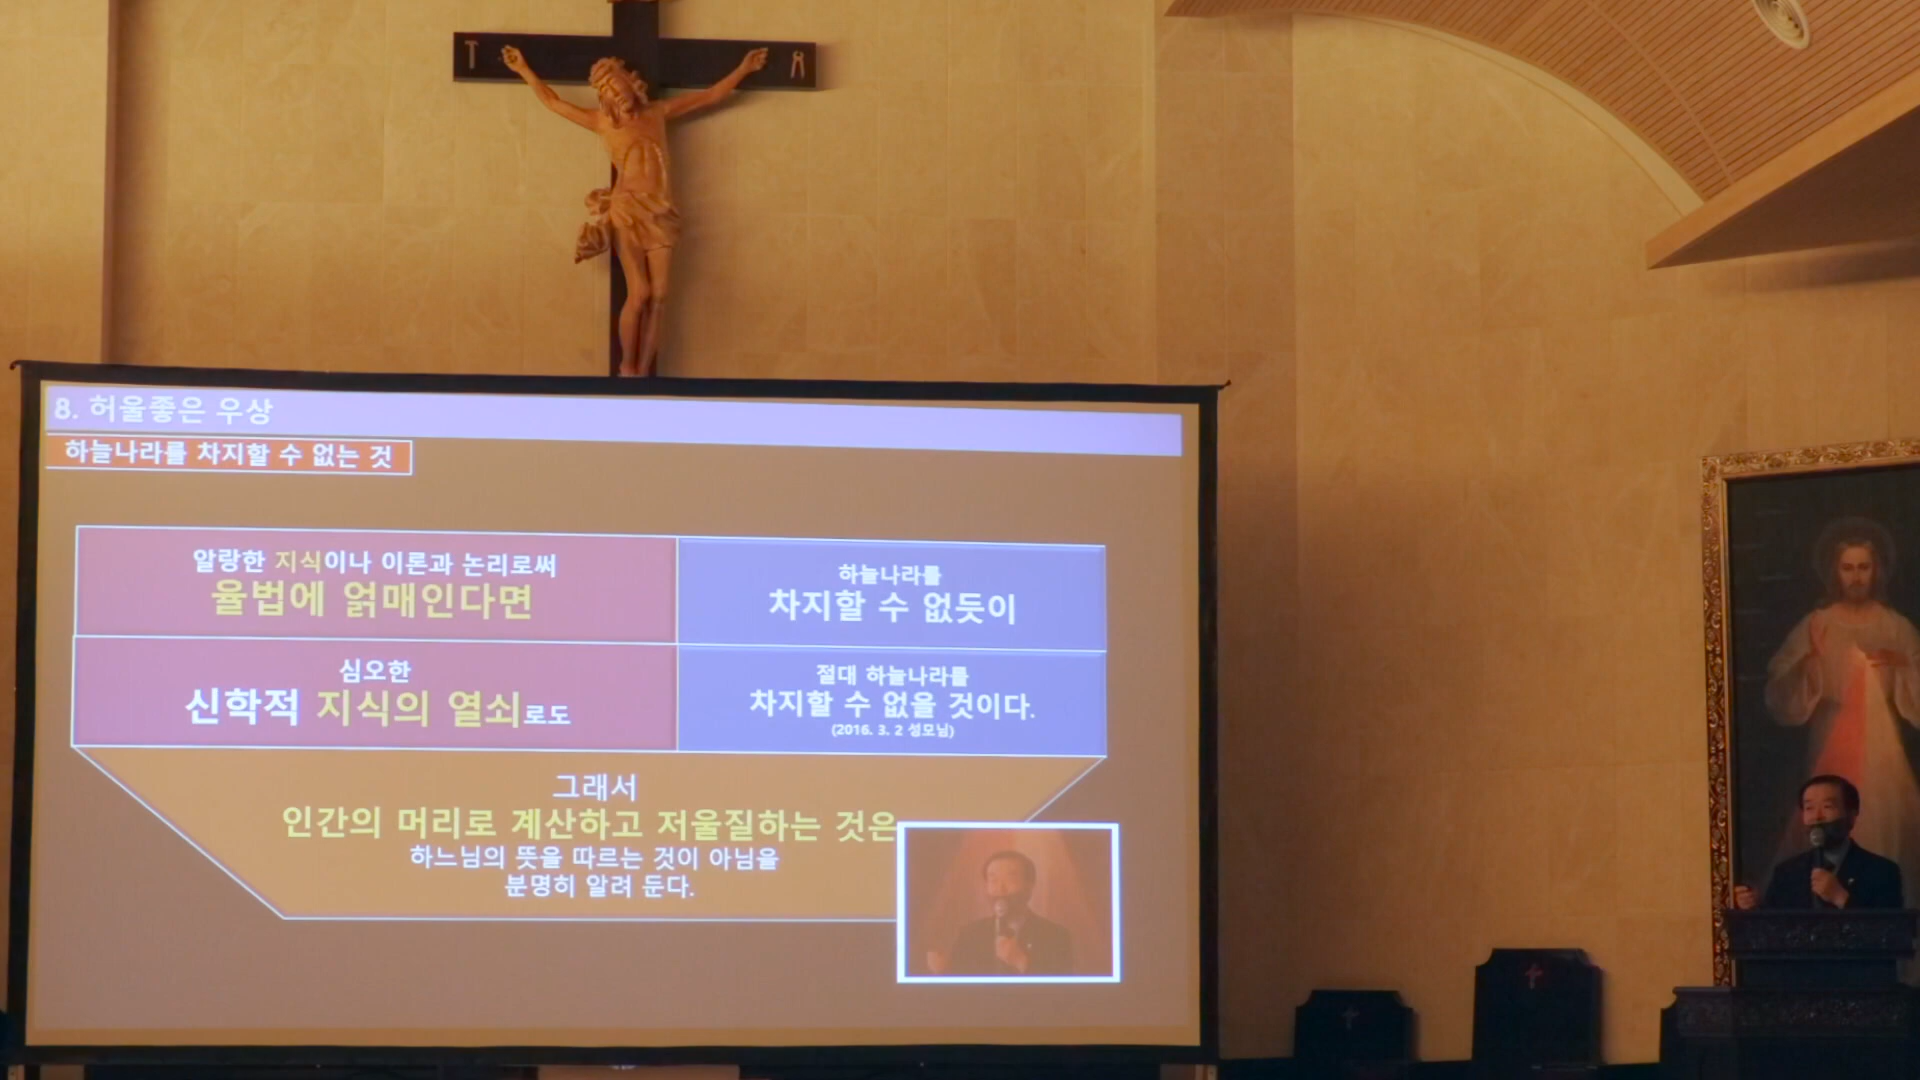 8. 허울좋은 우상
하늘나라를 차지할 수 없는 것
알량한 지식이나 이론과 논리로써
율법에 얽매인다면
하늘나라를
차지할 수 없듯이
심오한
신학적 지식의 열쇠로도
절대 하늘나라를
차지할 수 없을 것이다.
(2016. 3. 2 성모님)
그래서
인간의 머리로 계산하고 저울질하는 것은
하느님의 뜻을 따르는 것이 아님을
분명히 알려 둔다.